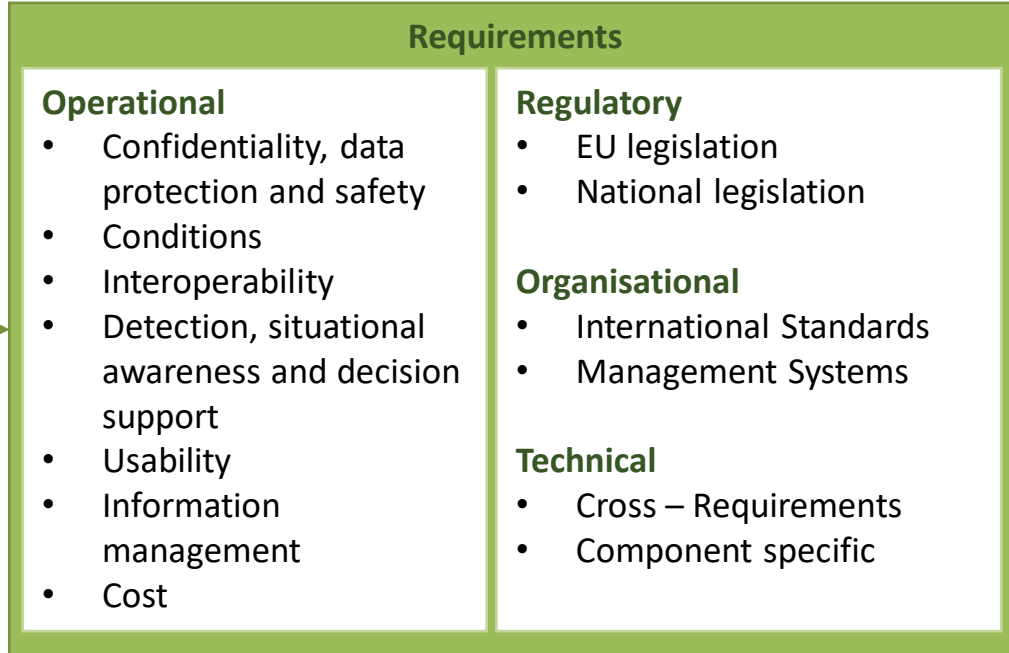 Requirements
Operational
• Confidentiality, data
protection and safety
• Conditions
• Interoperability
• Detection, situational
awareness and decision
support
• Usability
• Information
management
• Cost
Regulatory
• EU legislation
• National legislation
Organisational
• International Standards
• Management Systems
Technical
• Cross – Requirements
• Component specific